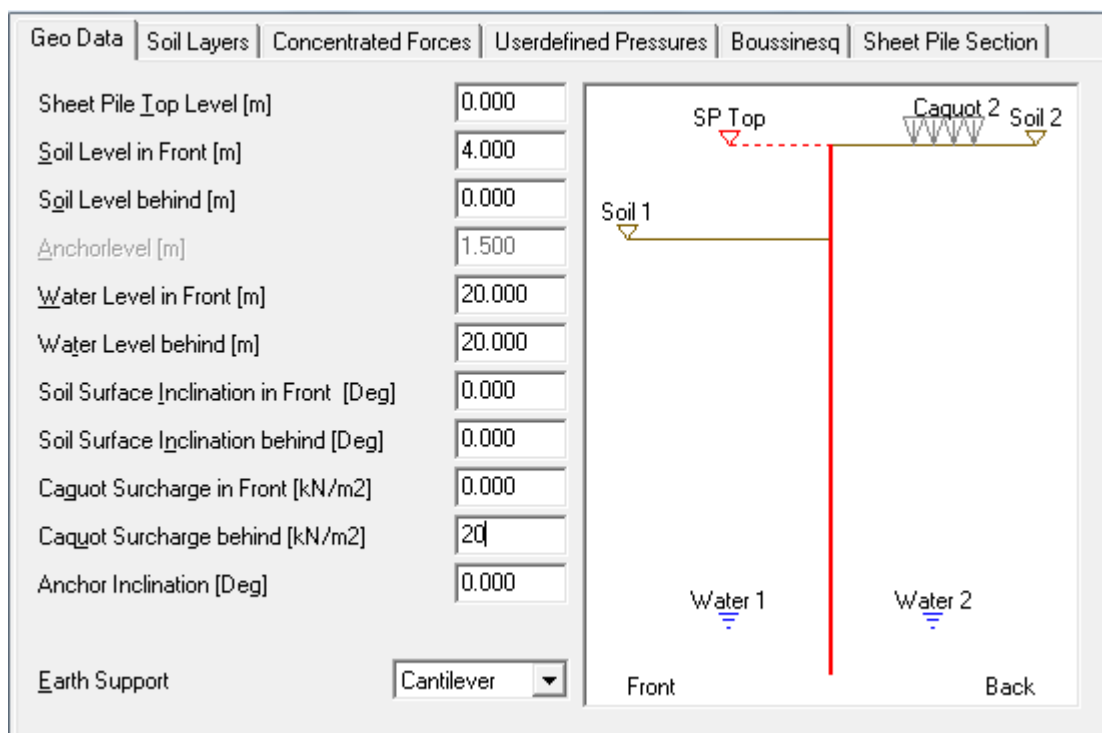 Geo Data Soil Layers Concentrated Forces Userdefined Pressures Boussinesq Sheet Pile Section
Sheet Pile Top Level [m] 0.000
Soil Level in Front [m] 4.000
Soil Level behind [m] 0.000
Anchorlevel [m] 1.500
Water Level in Front [m] 20.000
Water Level behind [m] 20.000
Soil Surface Inclination in Front [Deg] 0.000
Soil Surface Inclination behind [Deg] 0.000
Caguot Surcharge in Front [kN/m2] 0.000
Caquot Surcharge behind [kN/m2] 20
Anchor Inclination [Deg] 0.000
Earth Support Cantilever
SP Top Caquot 2 Soil 2
Soil 1
Water 1 Water 2
Front Back